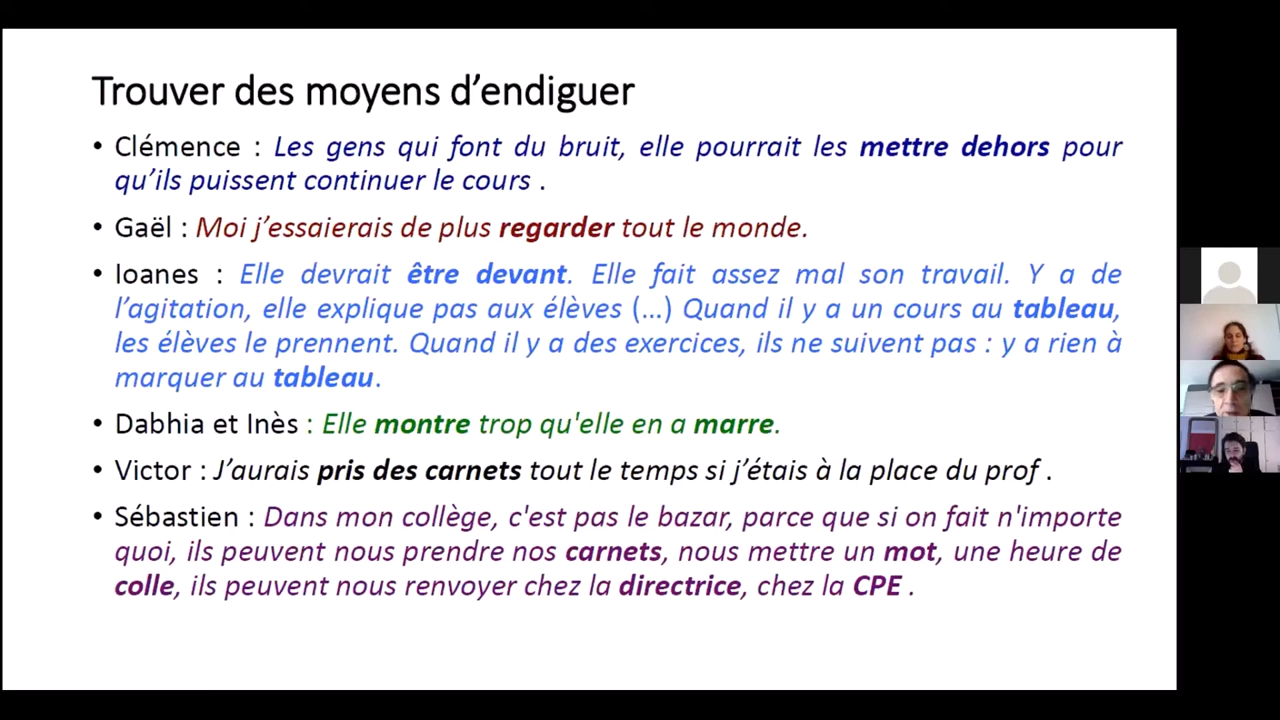 Trouver des moyens d’endiguer
• Clémence : Les gens qui font du bruit, elle pourrait les mettre dehors pour
qu’ils puissent continuer le cours .
• Gaël : Moi j’essaierais de plus regarder tout le monde.
• Ioanes : Elle devrait être devant. Elle fait assez mal son travail. Y a de
l’agitation, elle explique pas aux élèves (…) Quand il y a un cours au tableau,
les élèves le prennent. Quand il y a des exercices, ils ne suivent pas : y a rien à
marquer au tableau.
• Dabhia et Inès : Elle montre trop qu'elle en a marre.
• Victor : J’aurais pris des carnets tout le temps si j’étais à la place du prof .
• Sébastien : Dans mon collège, c'est pas le bazar, parce que si on fait n'importe
quoi, ils peuvent nous prendre nos carnets, nous mettre un mot, une heure de
colle, ils peuvent nous renvoyer chez la directrice, chez la CPE .